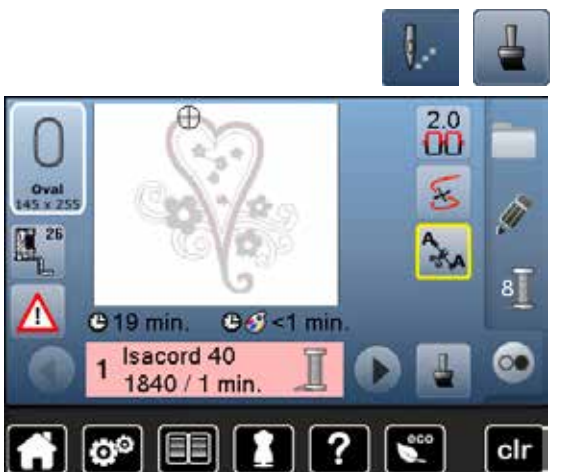 2.0
Oval
145 x 255
26
A
A
8
19 min.
<1 min.
1
Isacord 40
1840 / 1 min.
?
eco
clr